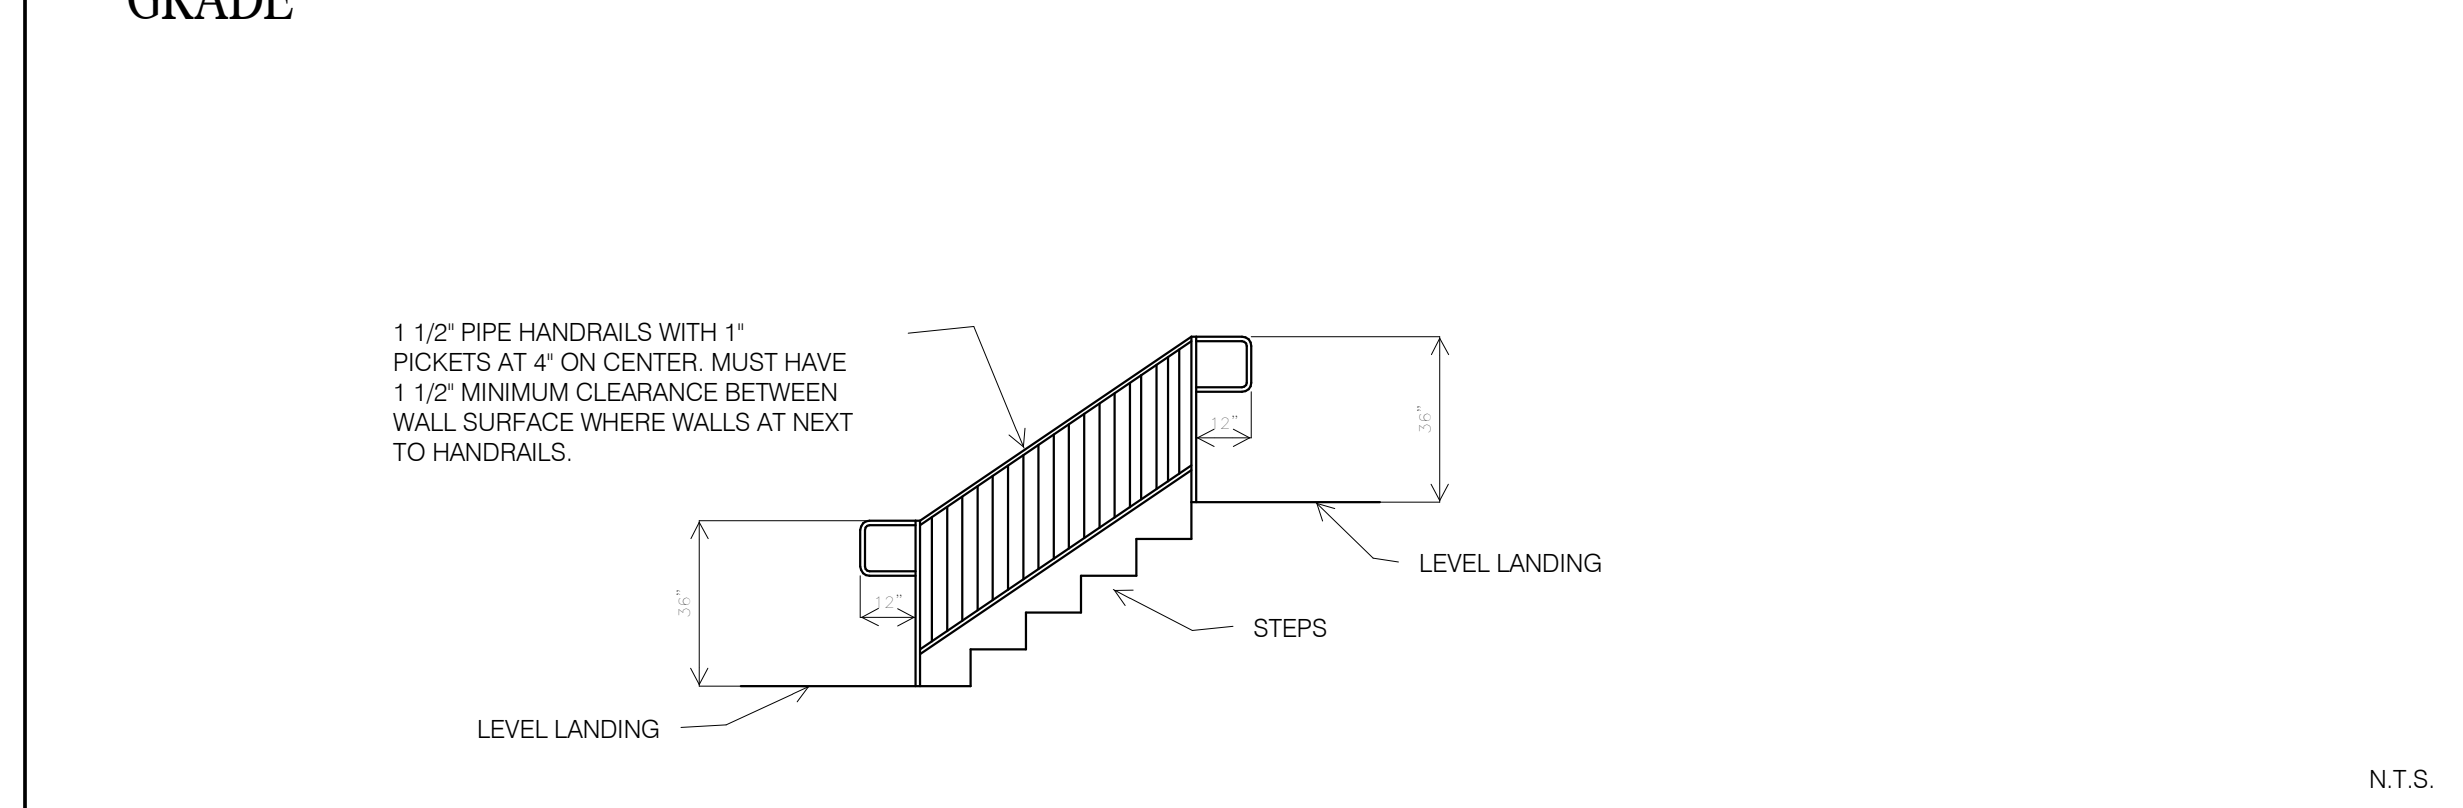 GRADE
1 1/2" PIPE HANDRAILS WITH 1"
PICKETS AT 4" ON CENTER. MUST HAVE
1 1/2" MINIMUM CLEARANCE BETWEEN
WALL SURFACE WHERE WALLS AT NEXT
TO HANDRAILS.
12"
36"
36"
12"
LEVEL LANDING
STEPS
LEVEL LANDING
N.T.S.